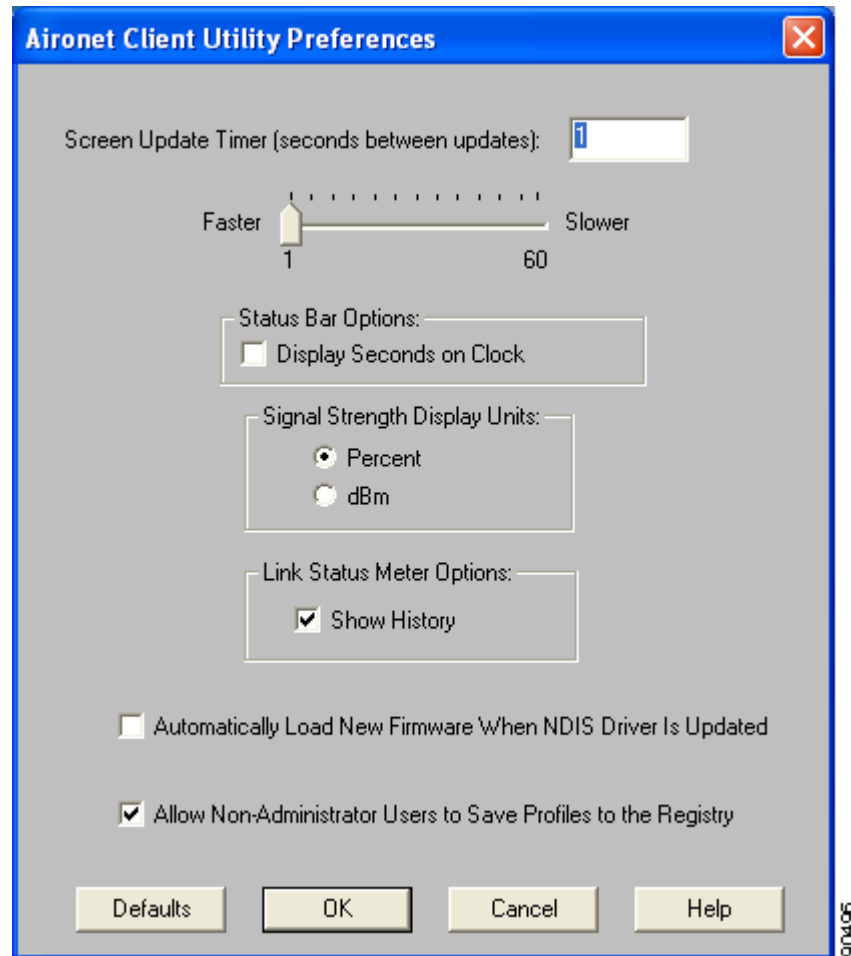 Aironet Client Utility Preferences
Screen Update Timer (seconds between updates): 1
Faster Slower
1 60
Status Bar Options:
Display Seconds on Clock
Signal Strength Display Units:
Percent
dBm
Link Status Meter Options:
Show History
Automatically Load New Firmware When NDIS Driver Is Updated
Allow Non-Administrator Users to Save Profiles to the Registry
Defaults OK Cancel Help
90495